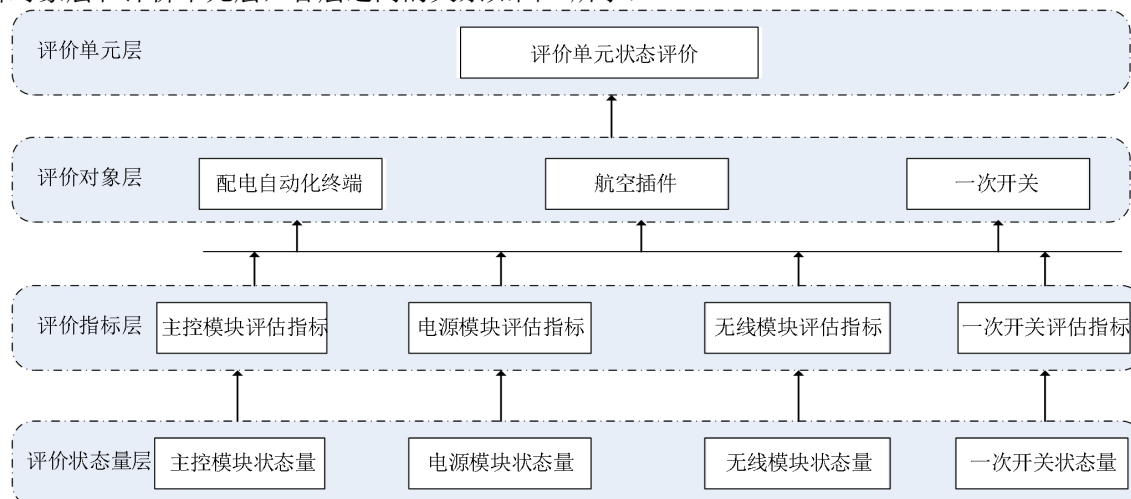 评价单元层
评价单元状态评价
评价对象层
配电自动化终端
航空插件
一次开关
评价指标层
主控模块评估指标
电源模块评估指标
无线模块评估指标
一次开关评估指标
评价状态量层
主控模块状态量
电源模块状态量
无线模块状态量
一次开关状态量